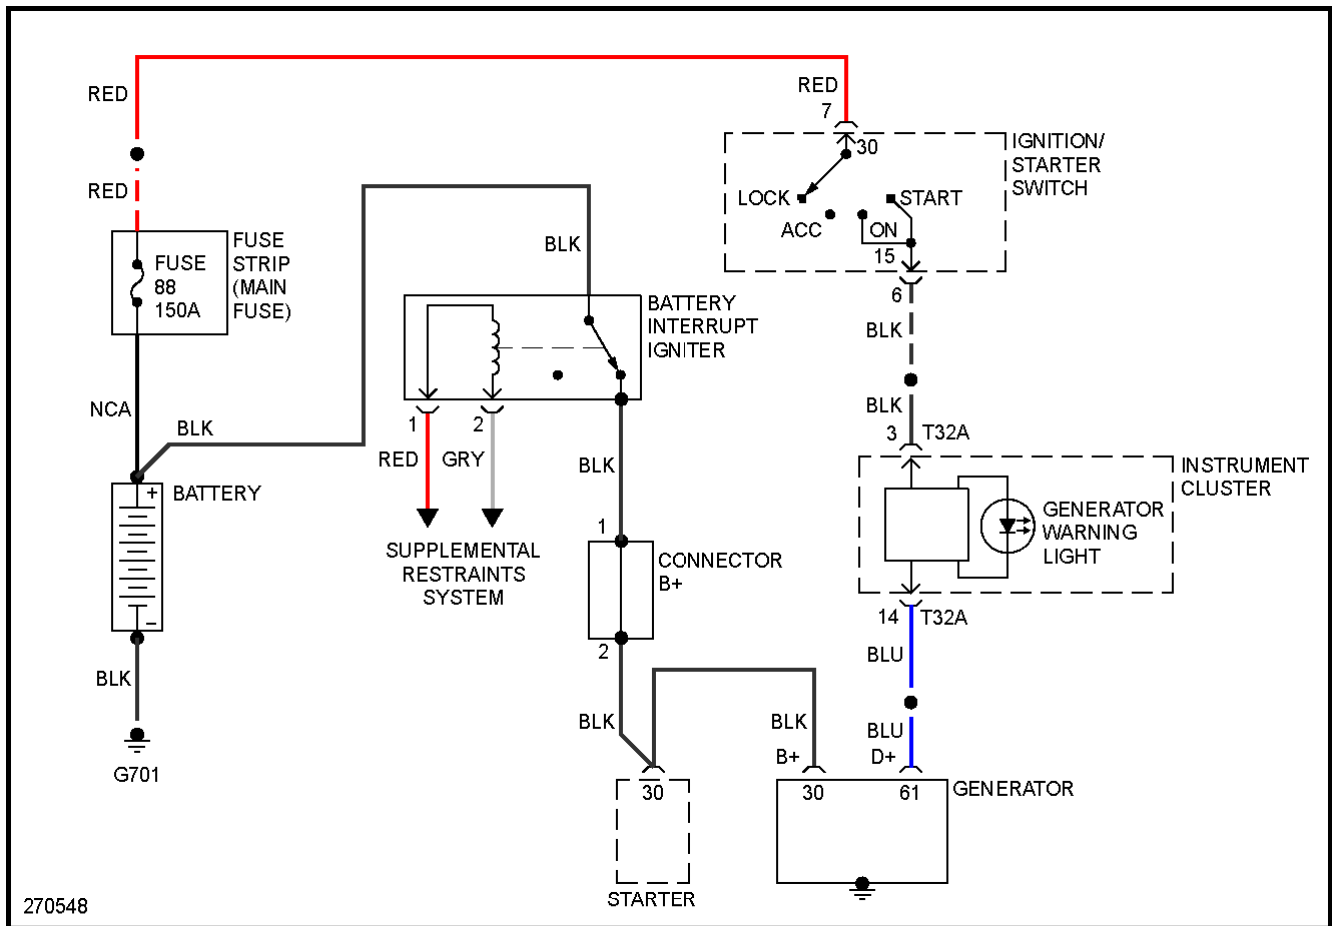 RED
RED
7
30
IGNITION/
STARTER
SWITCH
LOCK
START
ACC
ON
15
6
RED
FUSE
88
150A
FUSE
STRIP
(MAIN
FUSE)
BLK
BATTERY
INTERRUPT
IGNITER
BLK
NCA
BLK
1
2
RED
GRY
BLK
BLK
3
T32A
INSTRUMENT
CLUSTER
GENERATOR
WARNING
LIGHT
+
BATTERY
−
SUPPLEMENTAL
RESTRAINTS
SYSTEM
1
CONNECTOR
B+
2
14
T32A
BLU
BLK
G701
BLK
BLK
BLU
B+
D+
30
STARTER
30
61
GENERATOR
270548